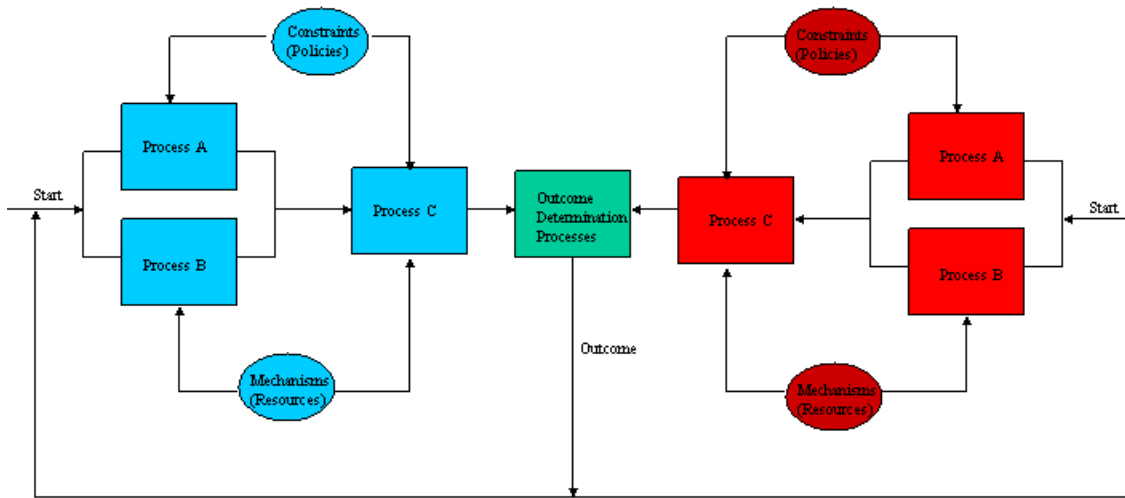 Constraints
(Policies)
Process A
Start
Process B
Process C
Mechanisms
(Resources)
Outcome
Determination
Processes
Outcome
Constraints
(Policies)
Process C
Process A
Process B
Start
Mechanisms
(Resources)